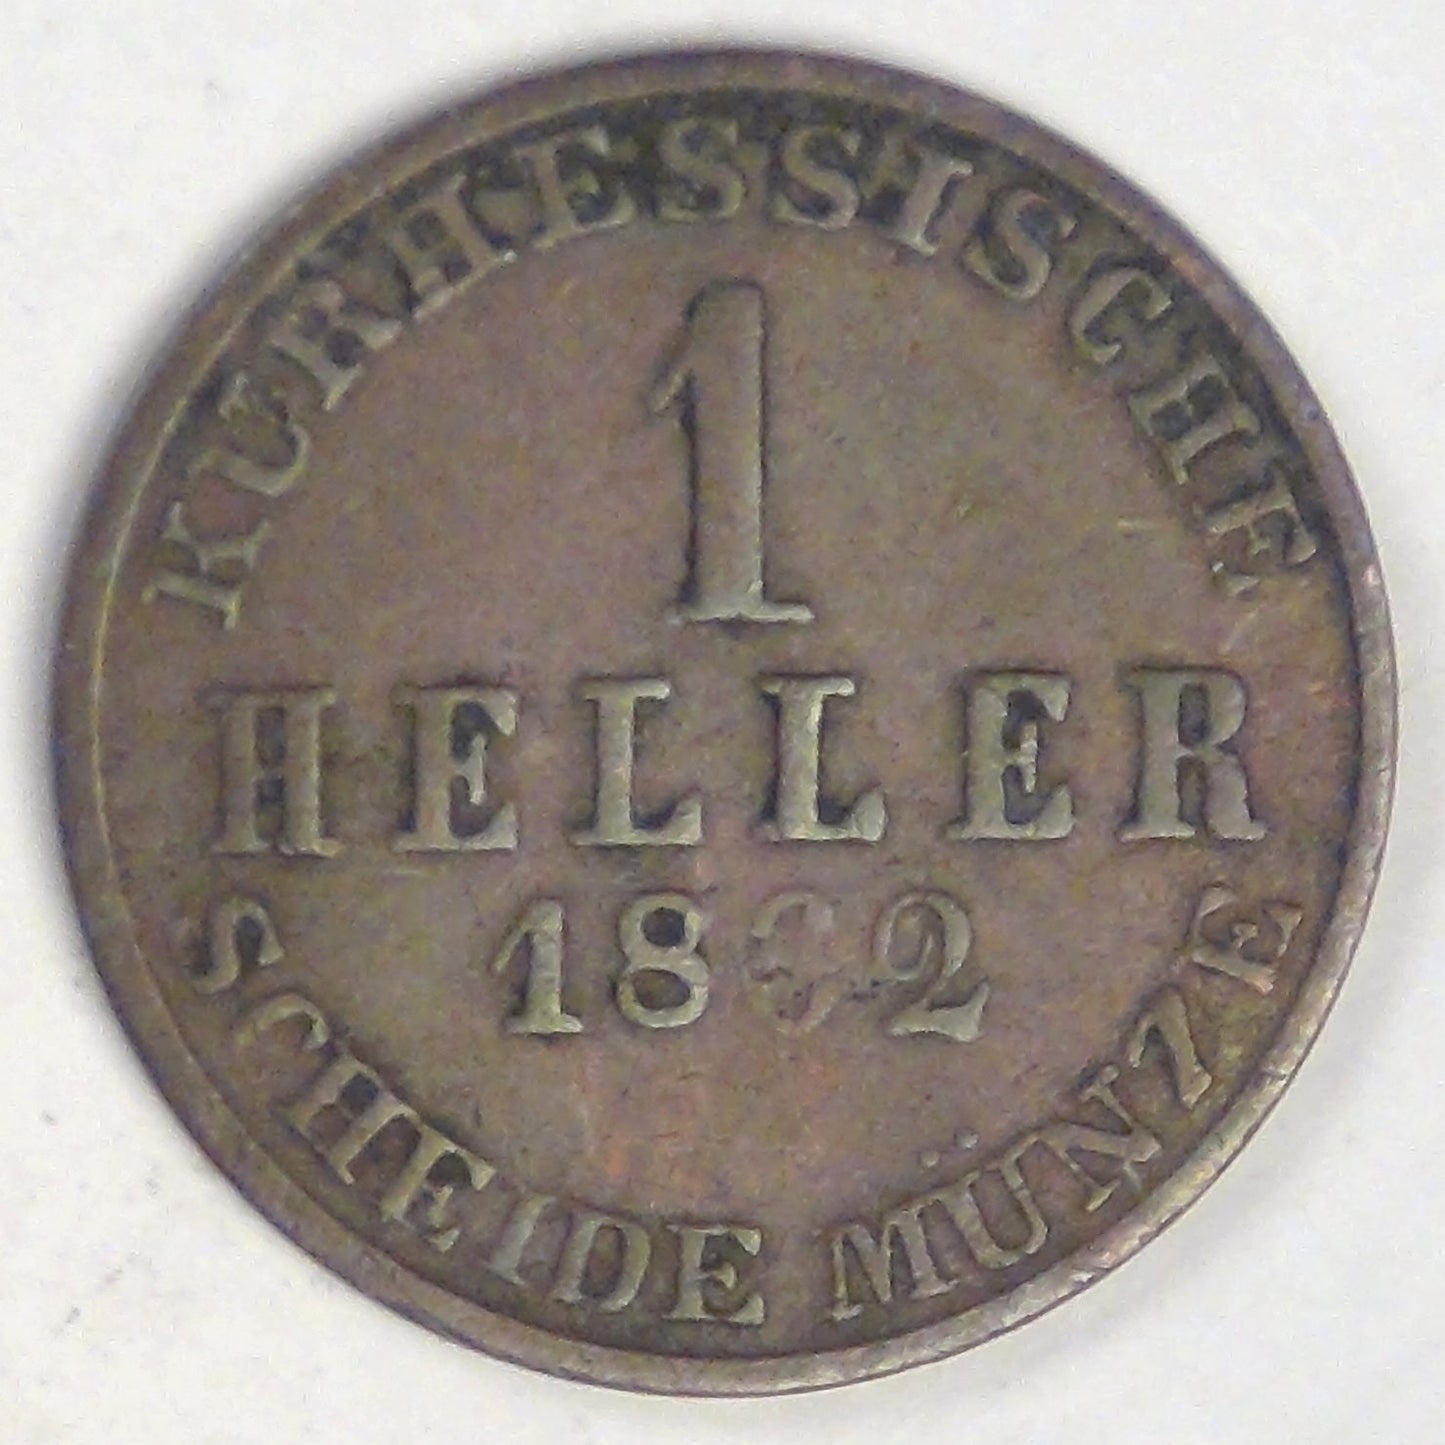 KURHESSISCHE
1
HELLER
SCHEIDE MÜNZE